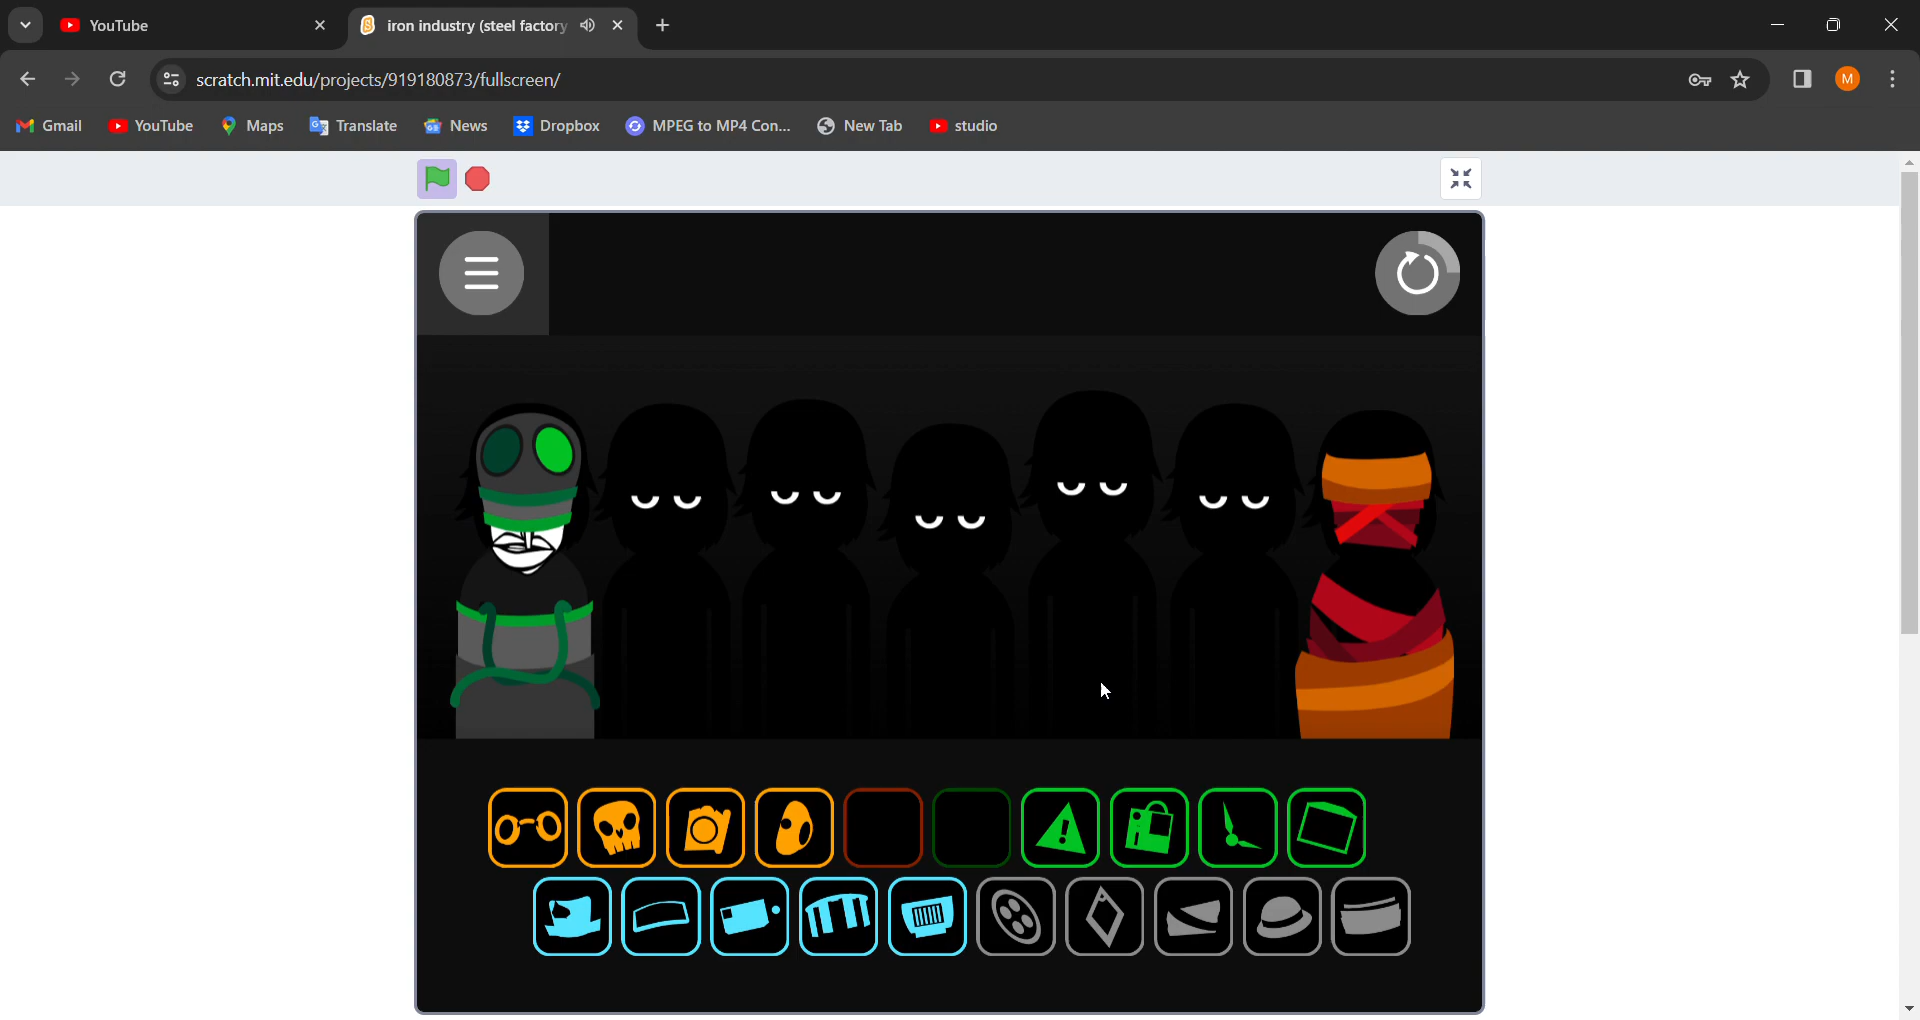 YouTube
iron industry (steel factory
scratch.mit.edu/projects/919180873/fullscreen/
M
Gmail YouTube Maps Translate News Dropbox MPEG to MP4 Con... New Tab studio